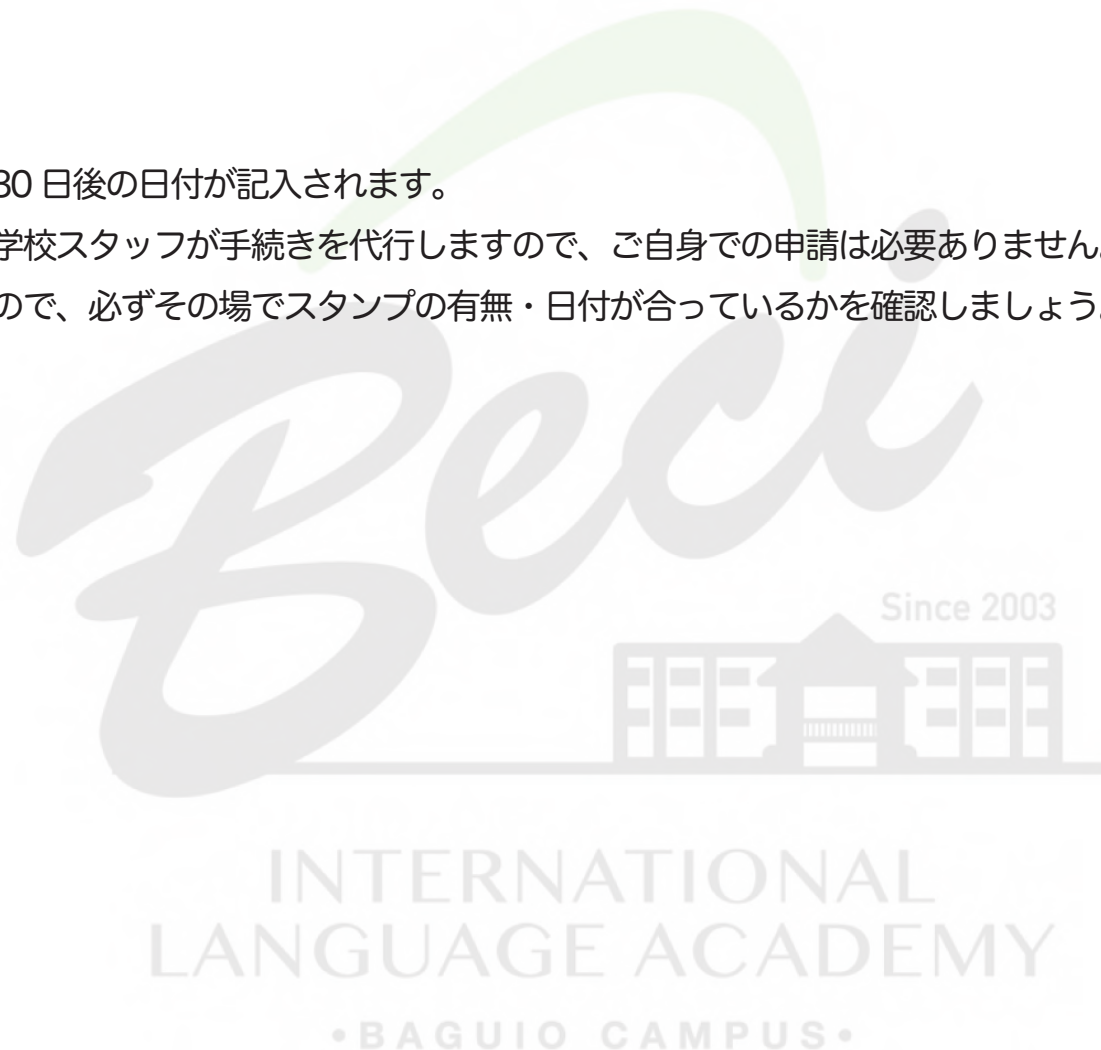 30 日後の日付が記入されます。
学校スタッフが手続きを代行しますので、ご自身での申請は必要ありません。
ので、必ずその場でスタンプの有無・日付が合っているかを確認しましょう。
Beci
Since 2003
INTERNATIONAL
LANGUAGE ACADEMY
•BAGUIO CAMPUS•